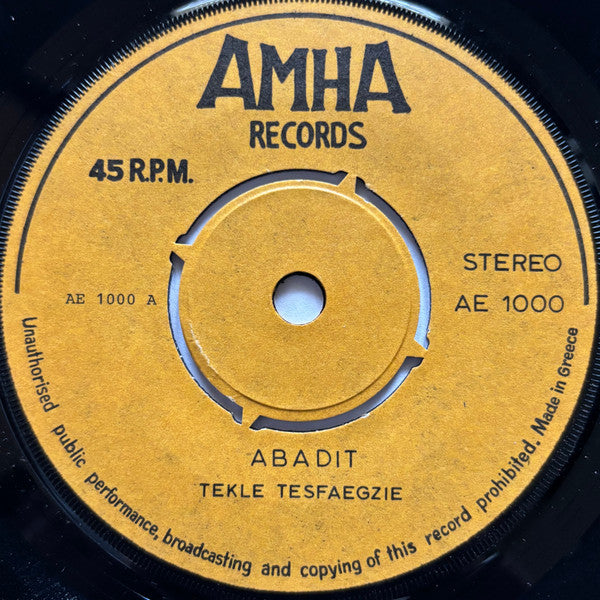 AMHA
RECORDS
45 R.P.M.
STEREO
AE 1000 A
AE 1000
ABADIT
TEKLE TESFAEGZIE
Unauthorised public performance, broadcasting and copying of this record prohibited. Made in Greece